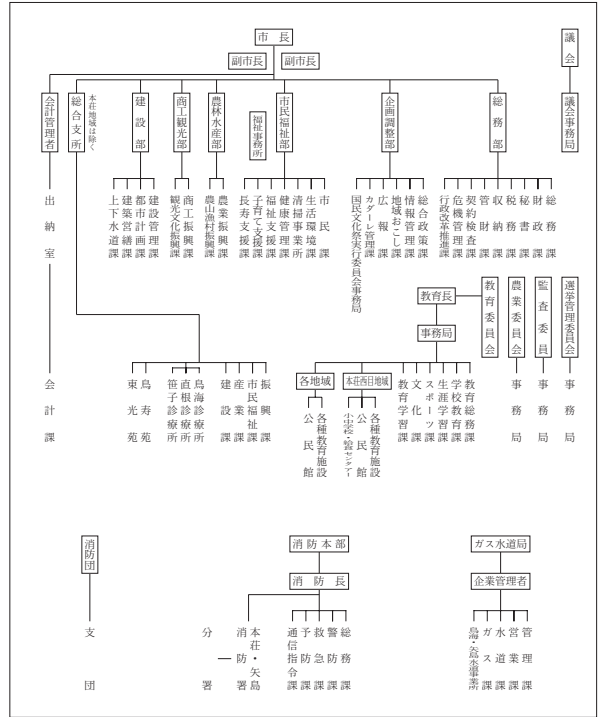 市長
副市長
副市長
議会
議会事務局
総務部
総務課
財政課
秘書課
税務課
収納課
管財課
契約検査課
危機管理課
行政改革推進課
企画調整部
総合政策課
情報管理課
地域おこし課
広報課
カダーレ管理課
国民文化祭実行委員会事務局
市民福祉部
福祉事務所
市民課
生活環境課
清掃事業所
健康管理課
福祉支援課
子育て支援課
長寿支援課
農林水産部
農業振興課
農山漁村振興課
商工観光部
商工振興課
観光文化振興課
建設部
建設管理課
都市計画課
建築営繕課
上下水道課
総合支所
本荘地域は除く
振興課
市民福祉課
産業課
建設課
鳥海診療所
直根診療所
笹子診療所
鳥寿苑
東光苑
会計管理者
出納室
会計課
選挙管理委員会
事務局
監査委員
事務局
農業委員会
事務局
教育委員会
教育長
事務局
教育総務課
学校教育課
生涯学習課
スポーツ課
文化課
教育学習課
本荘西目地域
各種教育施設
公民館
小中学校・給食センター
各地域
各種教育施設
公民館
ガス水道局
企業管理者
管理課
営業課
水道課
ガス課
鳥海・矢島水道事業所
消防本部
消防長
総務課
警防課
救急課
予防課
通信指令課
本荘・矢島
消防署
分署
消防団
支団